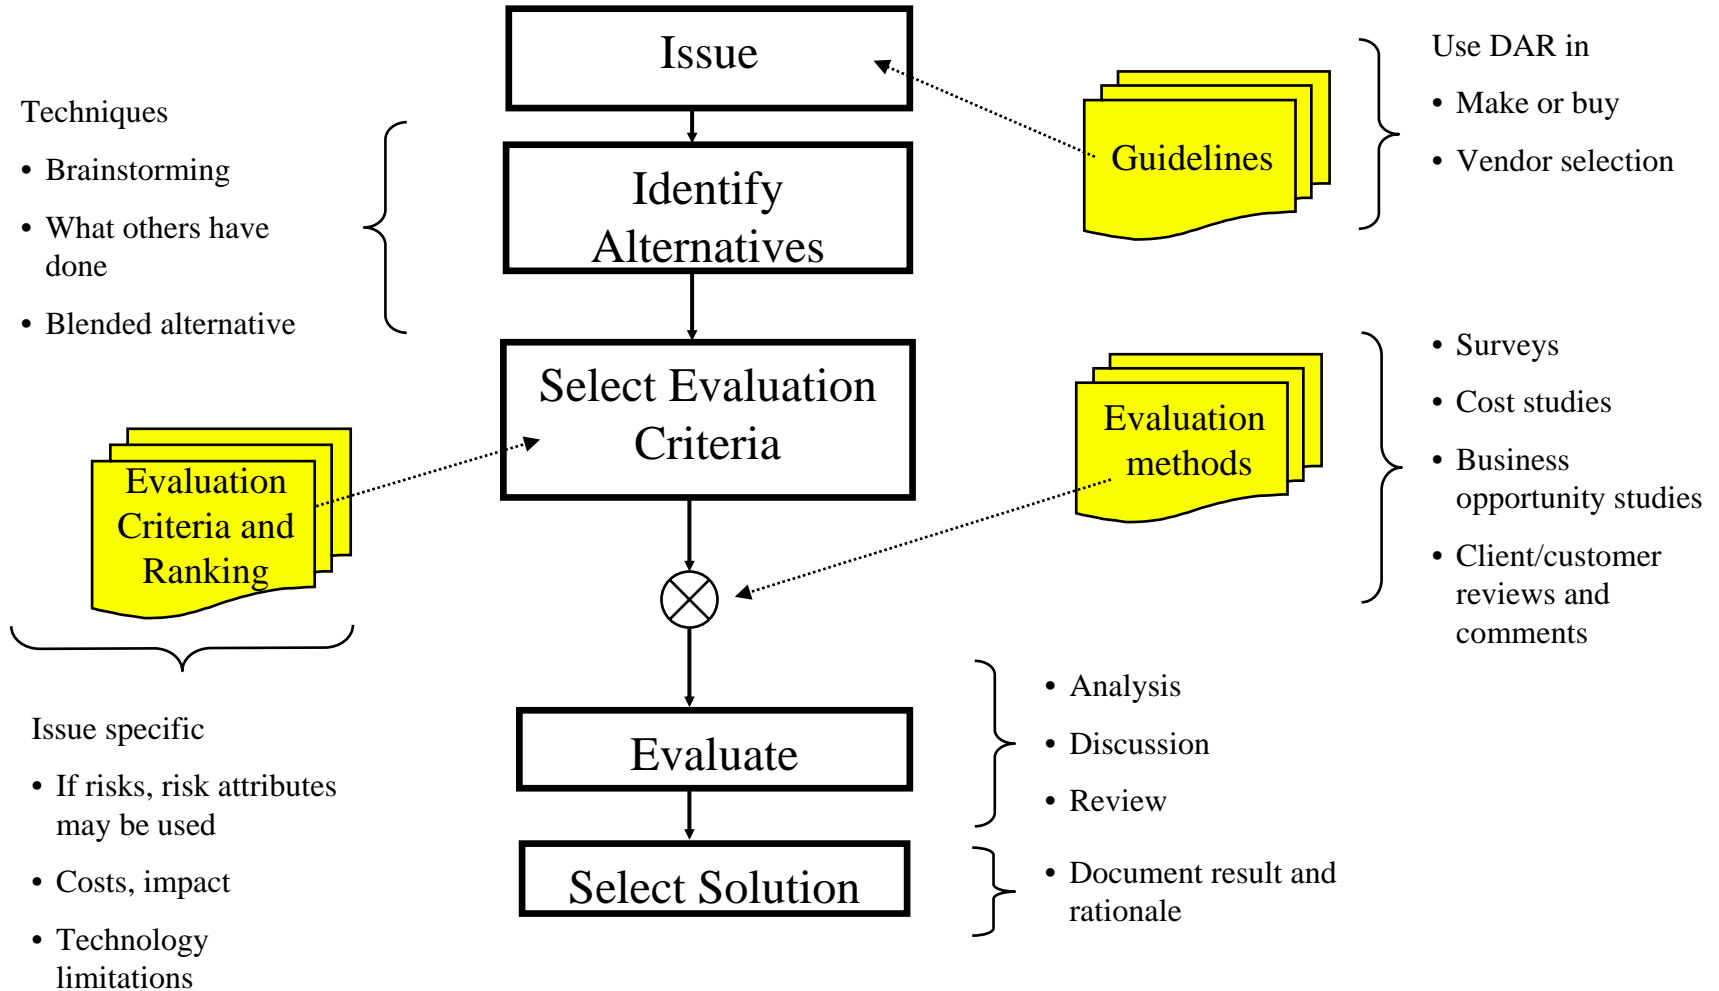 Issue
Use DAR in
• Make or buy
• Vendor selection
Guidelines
Techniques
• Brainstorming
• What others have
done
• Blended alternative
Identify
Alternatives
Select Evaluation
Criteria
Evaluation
methods
• Surveys
• Cost studies
• Business
opportunity studies
• Client/customer
reviews and
comments
Evaluation
Criteria and
Ranking
Issue specific
• If risks, risk attributes
may be used
• Costs, impact
• Technology
limitations
Evaluate
• Analysis
• Discussion
• Review
Select Solution
• Document result and
rationale